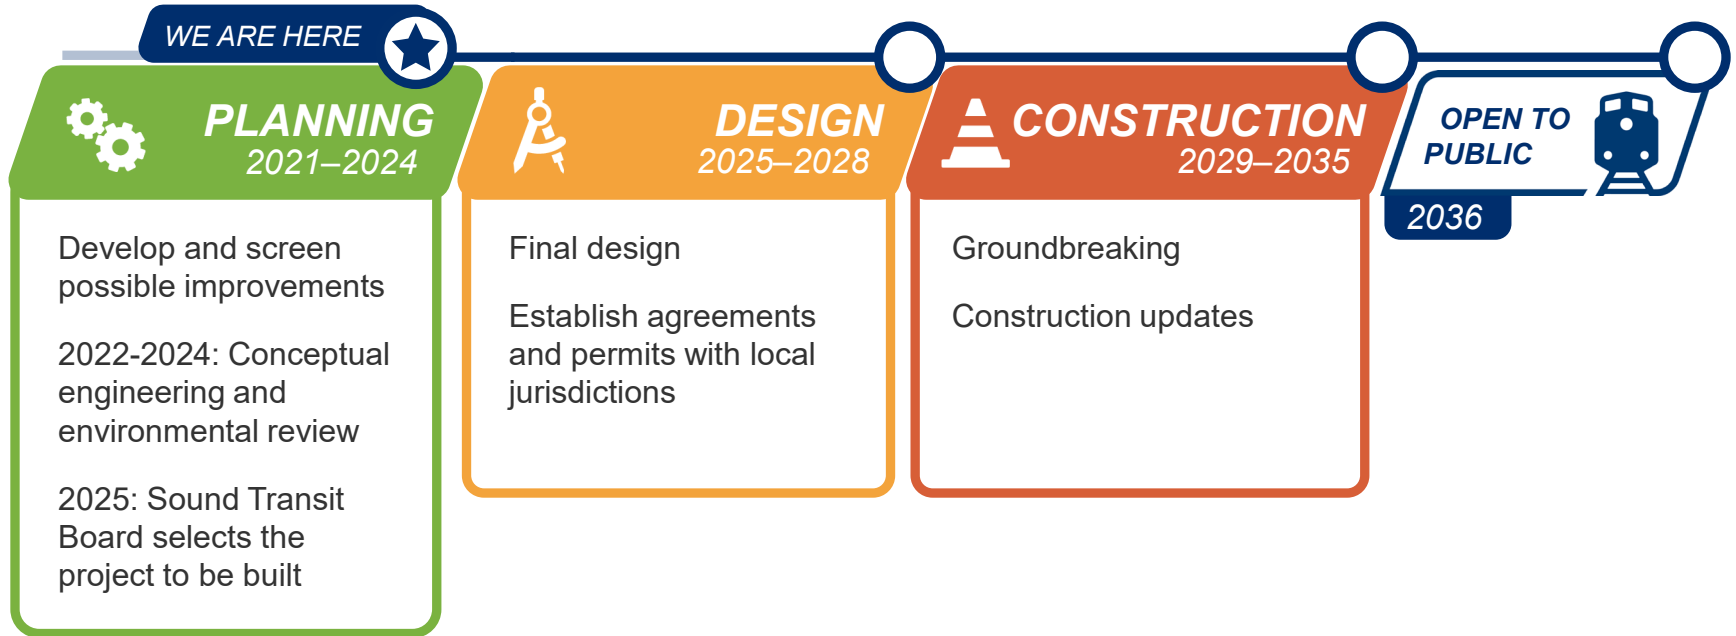 WE ARE HERE
PLANNING
2021–2024
Develop and screen
possible improvements
2022-2024: Conceptual
engineering and
environmental review
2025: Sound Transit
Board selects the
project to be built
DESIGN
2025–2028
Final design
Establish agreements
and permits with local
jurisdictions
CONSTRUCTION
2029–2035
Groundbreaking
Construction updates
OPEN TO
PUBLIC
2036